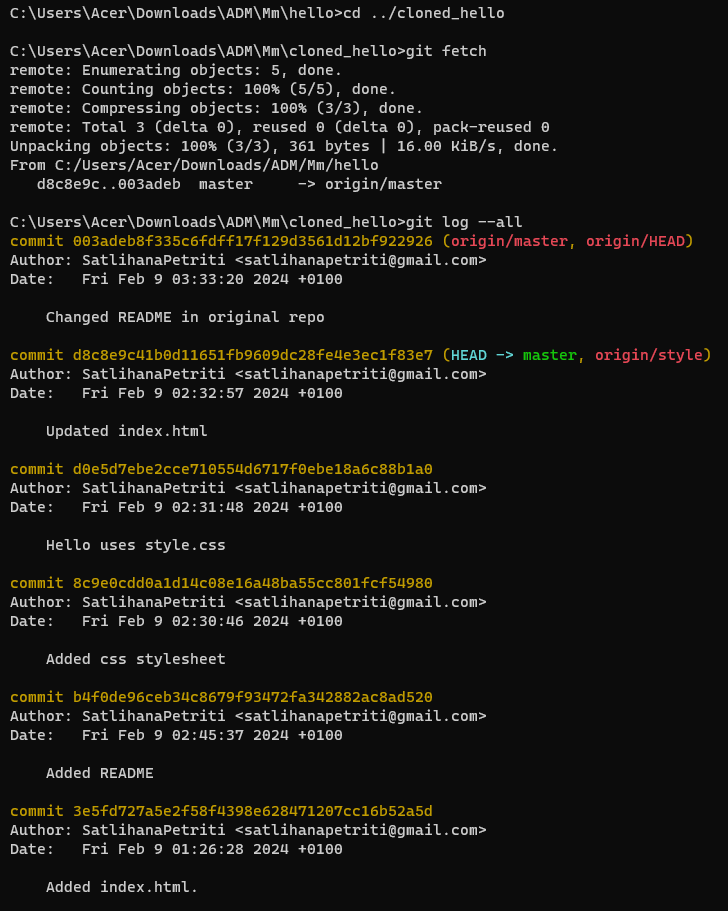 C:\Users\Acer\Downloads\ADM\Mm\hello>cd ../cloned_hello
C:\Users\Acer\Downloads\ADM\Mm\cloned_hello>git fetch
remote: Enumerating objects: 5, done.
remote: Counting objects: 100% (5/5), done.
remote: Compressing objects: 100% (3/3), done.
remote: Total 3 (delta 0), reused 0 (delta 0), pack-reused 0
Unpacking objects: 100% (3/3), 361 bytes | 16.00 KiB/s, done.
From C:/Users/Acer/Downloads/ADM/Mm/hello
   d8c8e9c..003adeb  master     -> origin/master
C:\Users\Acer\Downloads\ADM\Mm\cloned_hello>git log --all
commit 003adeb8f335c6fdff17f129d3561d12bf922926 (origin/master, origin/HEAD)
Author: SatlihanaPetriti <satlihanapetriti@gmail.com>
Date:   Fri Feb 9 03:33:20 2024 +0100
    Changed README in original repo
commit d8c8e9c41b0d11651fb9609dc28fe4e3ec1f83e7 (HEAD -> master, origin/style)
Author: SatlihanaPetriti <satlihanapetriti@gmail.com>
Date:   Fri Feb 9 02:32:57 2024 +0100
    Updated index.html
commit d0e5d7ebe2cce710554d6717f0ebe18a6c88b1a0
Author: SatlihanaPetriti <satlihanapetriti@gmail.com>
Date:   Fri Feb 9 02:31:48 2024 +0100
    Hello uses style.css
commit 8c9e0cdd0a1d14c08e16a48ba55cc801fcf54980
Author: SatlihanaPetriti <satlihanapetriti@gmail.com>
Date:   Fri Feb 9 02:30:46 2024 +0100
    Added css stylesheet
commit b4f0de96ceb34c8679f93472fa342882ac8ad520
Author: SatlihanaPetriti <satlihanapetriti@gmail.com>
Date:   Fri Feb 9 02:45:37 2024 +0100
    Added README
commit 3e5fd727a5e2f58f4398e628471207cc16b52a5d
Author: SatlihanaPetriti <satlihanapetriti@gmail.com>
Date:   Fri Feb 9 01:26:28 2024 +0100
    Added index.html.